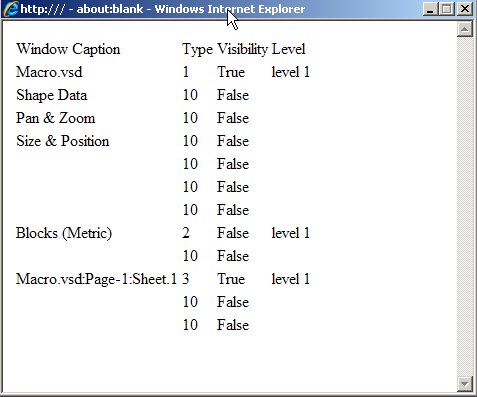 http:/// - about:blank - Windows Internet Explorer
Window Caption Type Visibility Level
Macro.vsd 1 True level 1
Shape Data 10 False
Pan & Zoom 10 False
Size & Position 10 False
10 False
10 False
10 False
Blocks (Metric) 2 False level 1
10 False
Macro.vsd:Page-1:Sheet.1 3 True level 1
10 False
10 False